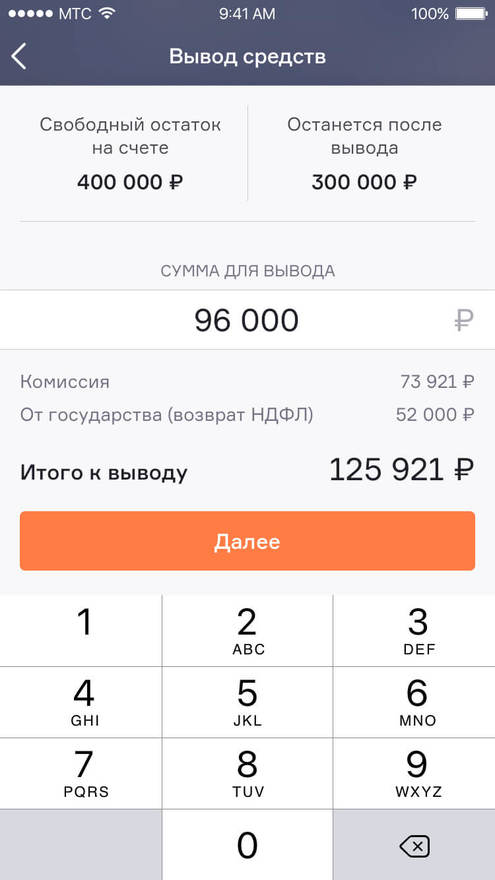 МТС 9:41 AM 100%
Вывод средств
Свободный остаток
на счете
400 000 ₽
Останется после
вывода
300 000 ₽
СУММА ДЛЯ ВЫВОДА
96 000 ₽
Комиссия 73 921 ₽
От государства (возврат НДФЛ) 52 000 ₽
Итого к выводу 125 921 ₽
Далее
1 2 3
ABC DEF
4 5 6
GHI JKL MNO
7 8 9
PQRS TUV WXYZ
0